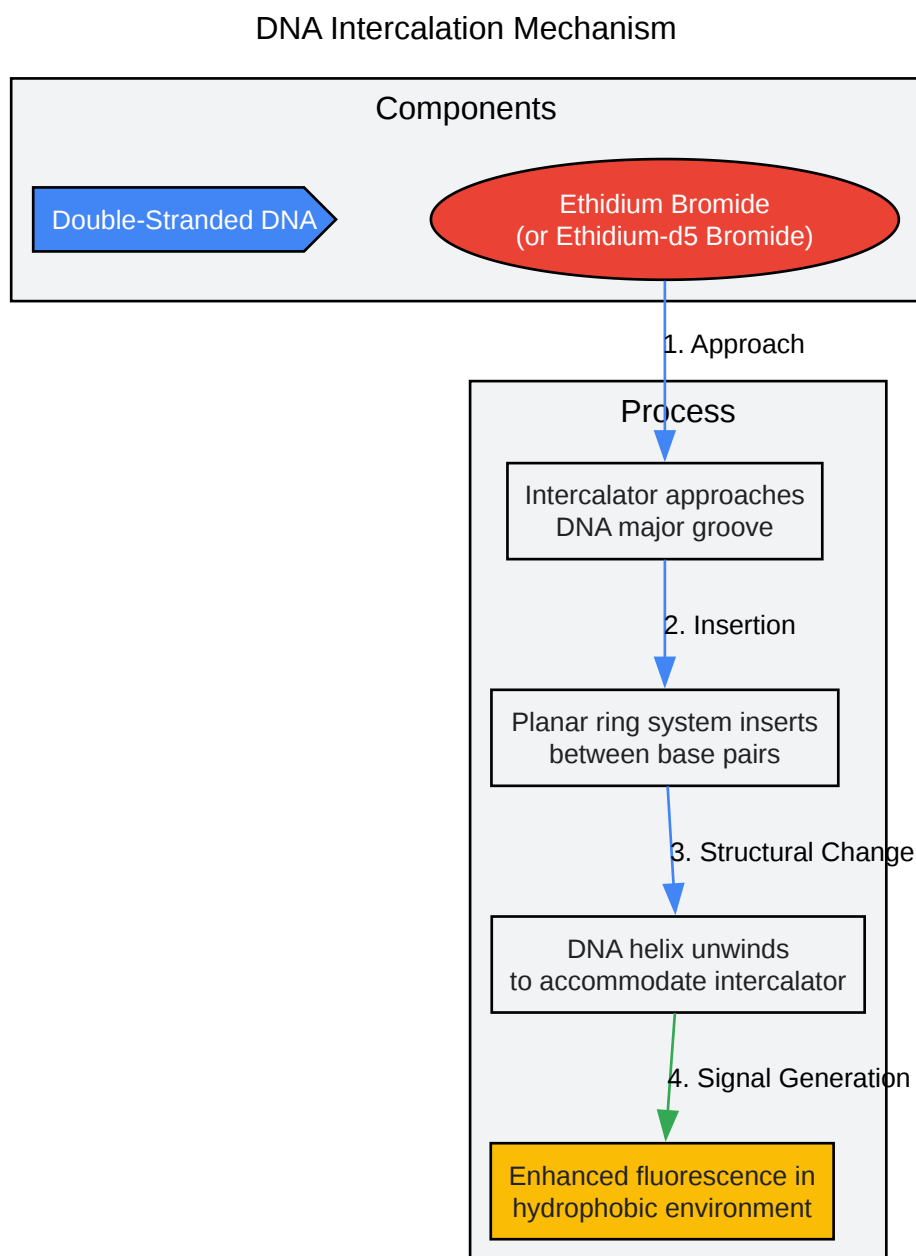 DNA Intercalation Mechanism
Components
Double-Stranded DNA
Ethidium Bromide
(or Ethidium-d5 Bromide)
1. Approach
Process
Intercalator approaches
DNA major groove
2. Insertion
Planar ring system inserts
between base pairs
3. Structural Change
DNA helix unwinds
to accommodate intercalator
4. Signal Generation
Enhanced fluorescence in
hydrophobic environment